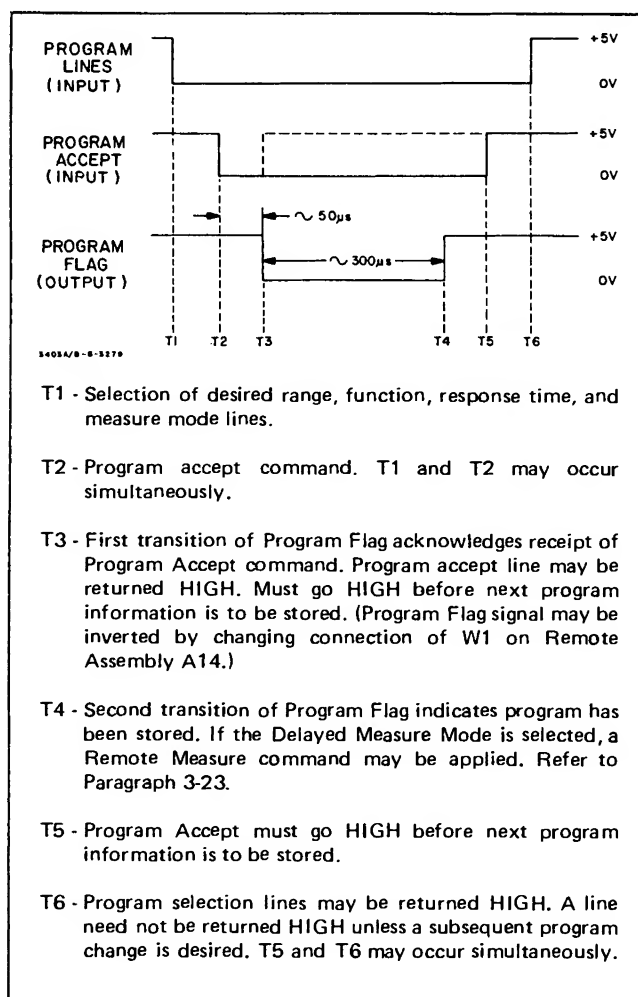 PROGRAM
LINES
(INPUT)
+5V
0V
PROGRAM
ACCEPT
(INPUT)
+5V
0V
~ 50μs
PROGRAM
FLAG
(OUTPUT)
~ 300μs
+5V
0V
T1 T2 T3 T4 T5 T6
3403A/B-B-3279
T1 - Selection of desired range, function, response time, and
measure mode lines.
T2 - Program accept command. T1 and T2 may occur
simultaneously.
T3 - First transition of Program Flag acknowledges receipt of
Program Accept command. Program accept line may be
returned HIGH. Must go HIGH before next program
information is to be stored. (Program Flag signal may be
inverted by changing connection of W1 on Remote
Assembly A14.)
T4 - Second transition of Program Flag indicates program has
been stored. If the Delayed Measure Mode is selected, a
Remote Measure command may be applied. Refer to
Paragraph 3-23.
T5 - Program Accept must go HIGH before next program
information is to be stored.
T6 - Program selection lines may be returned HIGH. A line
need not be returned HIGH unless a subsequent program
change is desired. T5 and T6 may occur simultaneously.